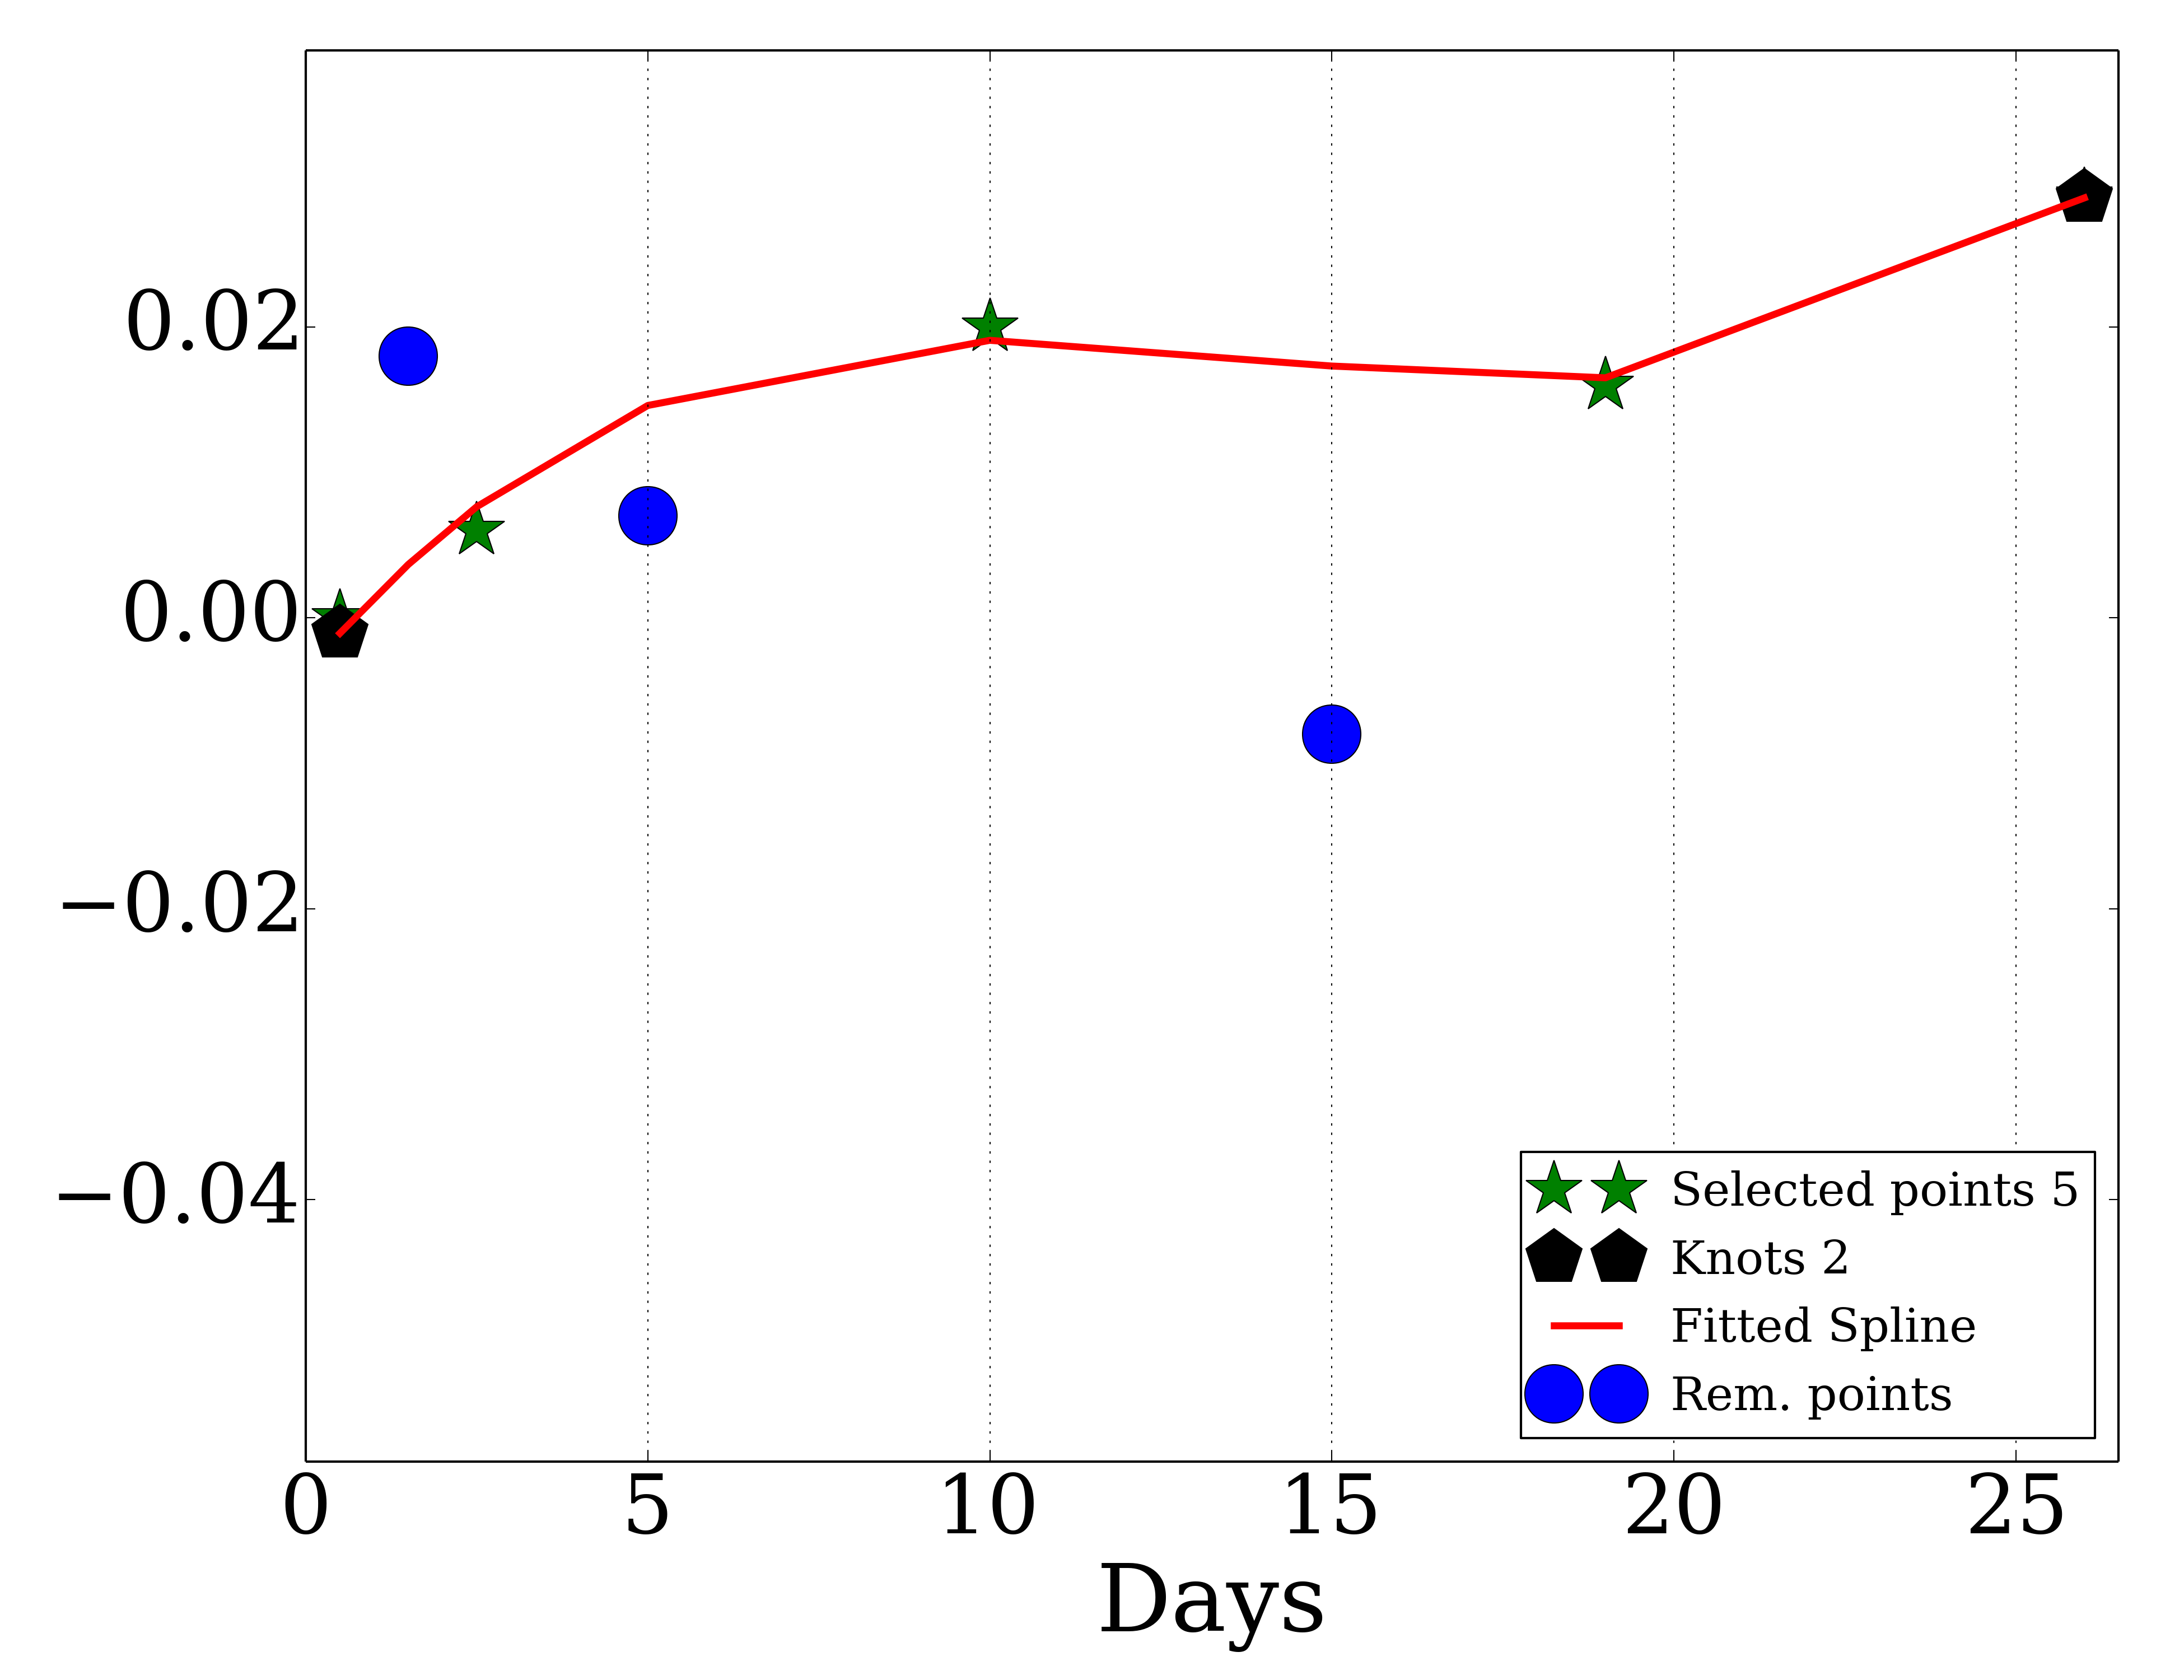 0.02
0.00
−0.02
−0.04
0 5 10 15 20 25
Days
Selected points 5
Knots 2
Fitted Spline
Rem. points